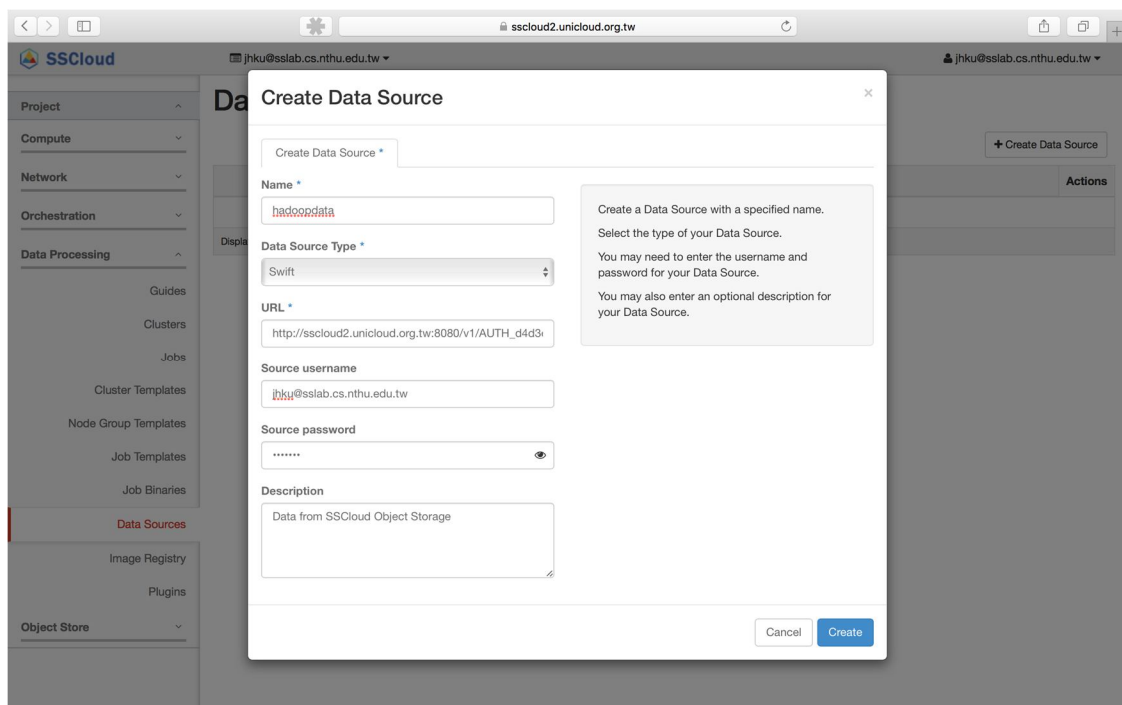 sscloud2.unicloud.org.tw
SSCloud
jhku@sslab.cs.nthu.edu.tw
jhku@sslab.cs.nthu.edu.tw
Project
Compute
Network
Orchestration
Data Processing
Guides
Clusters
Jobs
Cluster Templates
Node Group Templates
Job Templates
Job Binaries
Data Sources
Image Registry
Plugins
Object Store
Da
+ Create Data Source
Actions
Displa
Create Data Source
×
Create Data Source *
Name *
hadoopdata
Data Source Type *
Swift
URL *
http://sscloud2.unicloud.org.tw:8080/v1/AUTH_d4d3
Source username
jhku@sslab.cs.nthu.edu.tw
Source password
•••••••
Description
Data from SSCloud Object Storage
Create a Data Source with a specified name.
Select the type of your Data Source.
You may need to enter the username and
password for your Data Source.
You may also enter an optional description for
your Data Source.
Cancel
Create